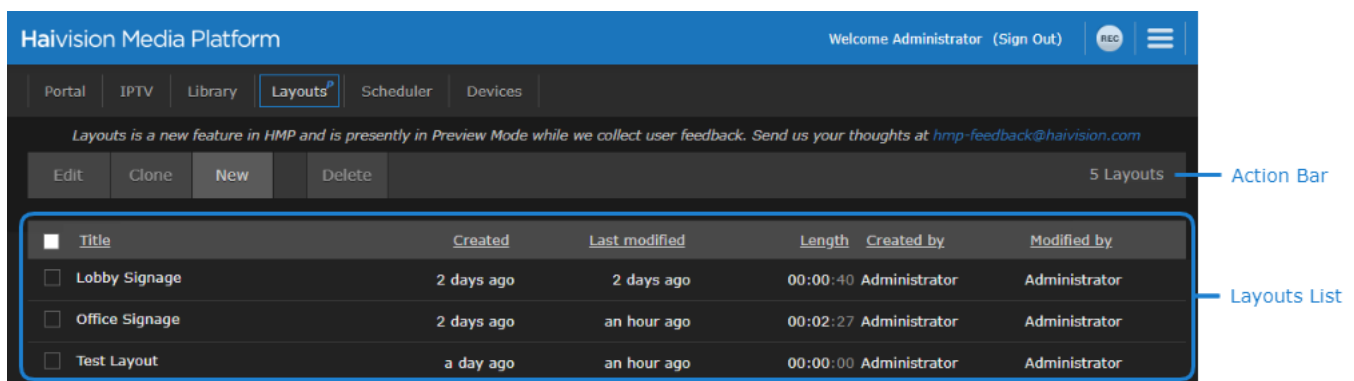 Haivision Media Platform Welcome Administrator (Sign Out) REC
Portal IPTV Library Layouts P Scheduler Devices
Layouts is a new feature in HMP and is presently in Preview Mode while we collect user feedback. Send us your thoughts at hmp-feedback@haivision.com
Edit Clone New Delete 5 Layouts Action Bar
Title Created Last modified Length Created by Modified by
Lobby Signage 2 days ago 2 days ago 00:00:40 Administrator Administrator
Layouts List
Office Signage 2 days ago an hour ago 00:02:27 Administrator Administrator
Test Layout a day ago an hour ago 00:00:00 Administrator Administrator